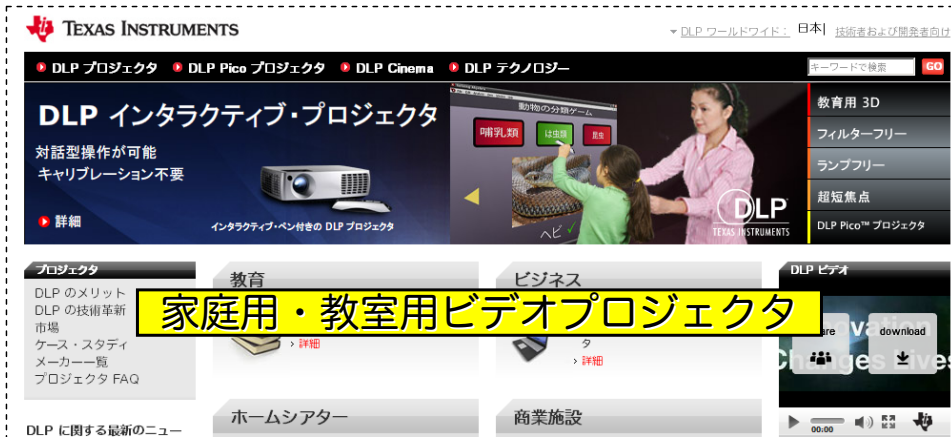 TEXAS INSTRUMENTS
DLP ワールドワイド： 日本| 技術者および開発者向け
DLP プロジェクタ DLP Pico プロジェクタ DLP Cinema DLP テクノロジー
キーワードで検索 GO
DLP インタラクティブ・プロジェクタ
対話型操作が可能
キャリブレーション不要
詳細
インタラクティブ・ペン付きの DLP プロジェクタ
動物の分類ゲーム
哺乳類 は虫類 昆虫
ヘビ ✓
DLP
TEXAS INSTRUMENTS
教育用 3D
フィルターフリー
ランプフリー
超短焦点
DLP Pico™ プロジェクタ
プロジェクタ
DLP のメリット
DLP の技術革新
市場
ケース・スタディ
メーカー一覧
プロジェクタ FAQ
DLP に関する最新のニュー
教育
ビジネス
家庭用・教室用ビデオプロジェクタ
› 詳細
タ
› 詳細
ホームシアター
商業施設
DLP ビデオ
download
00:00